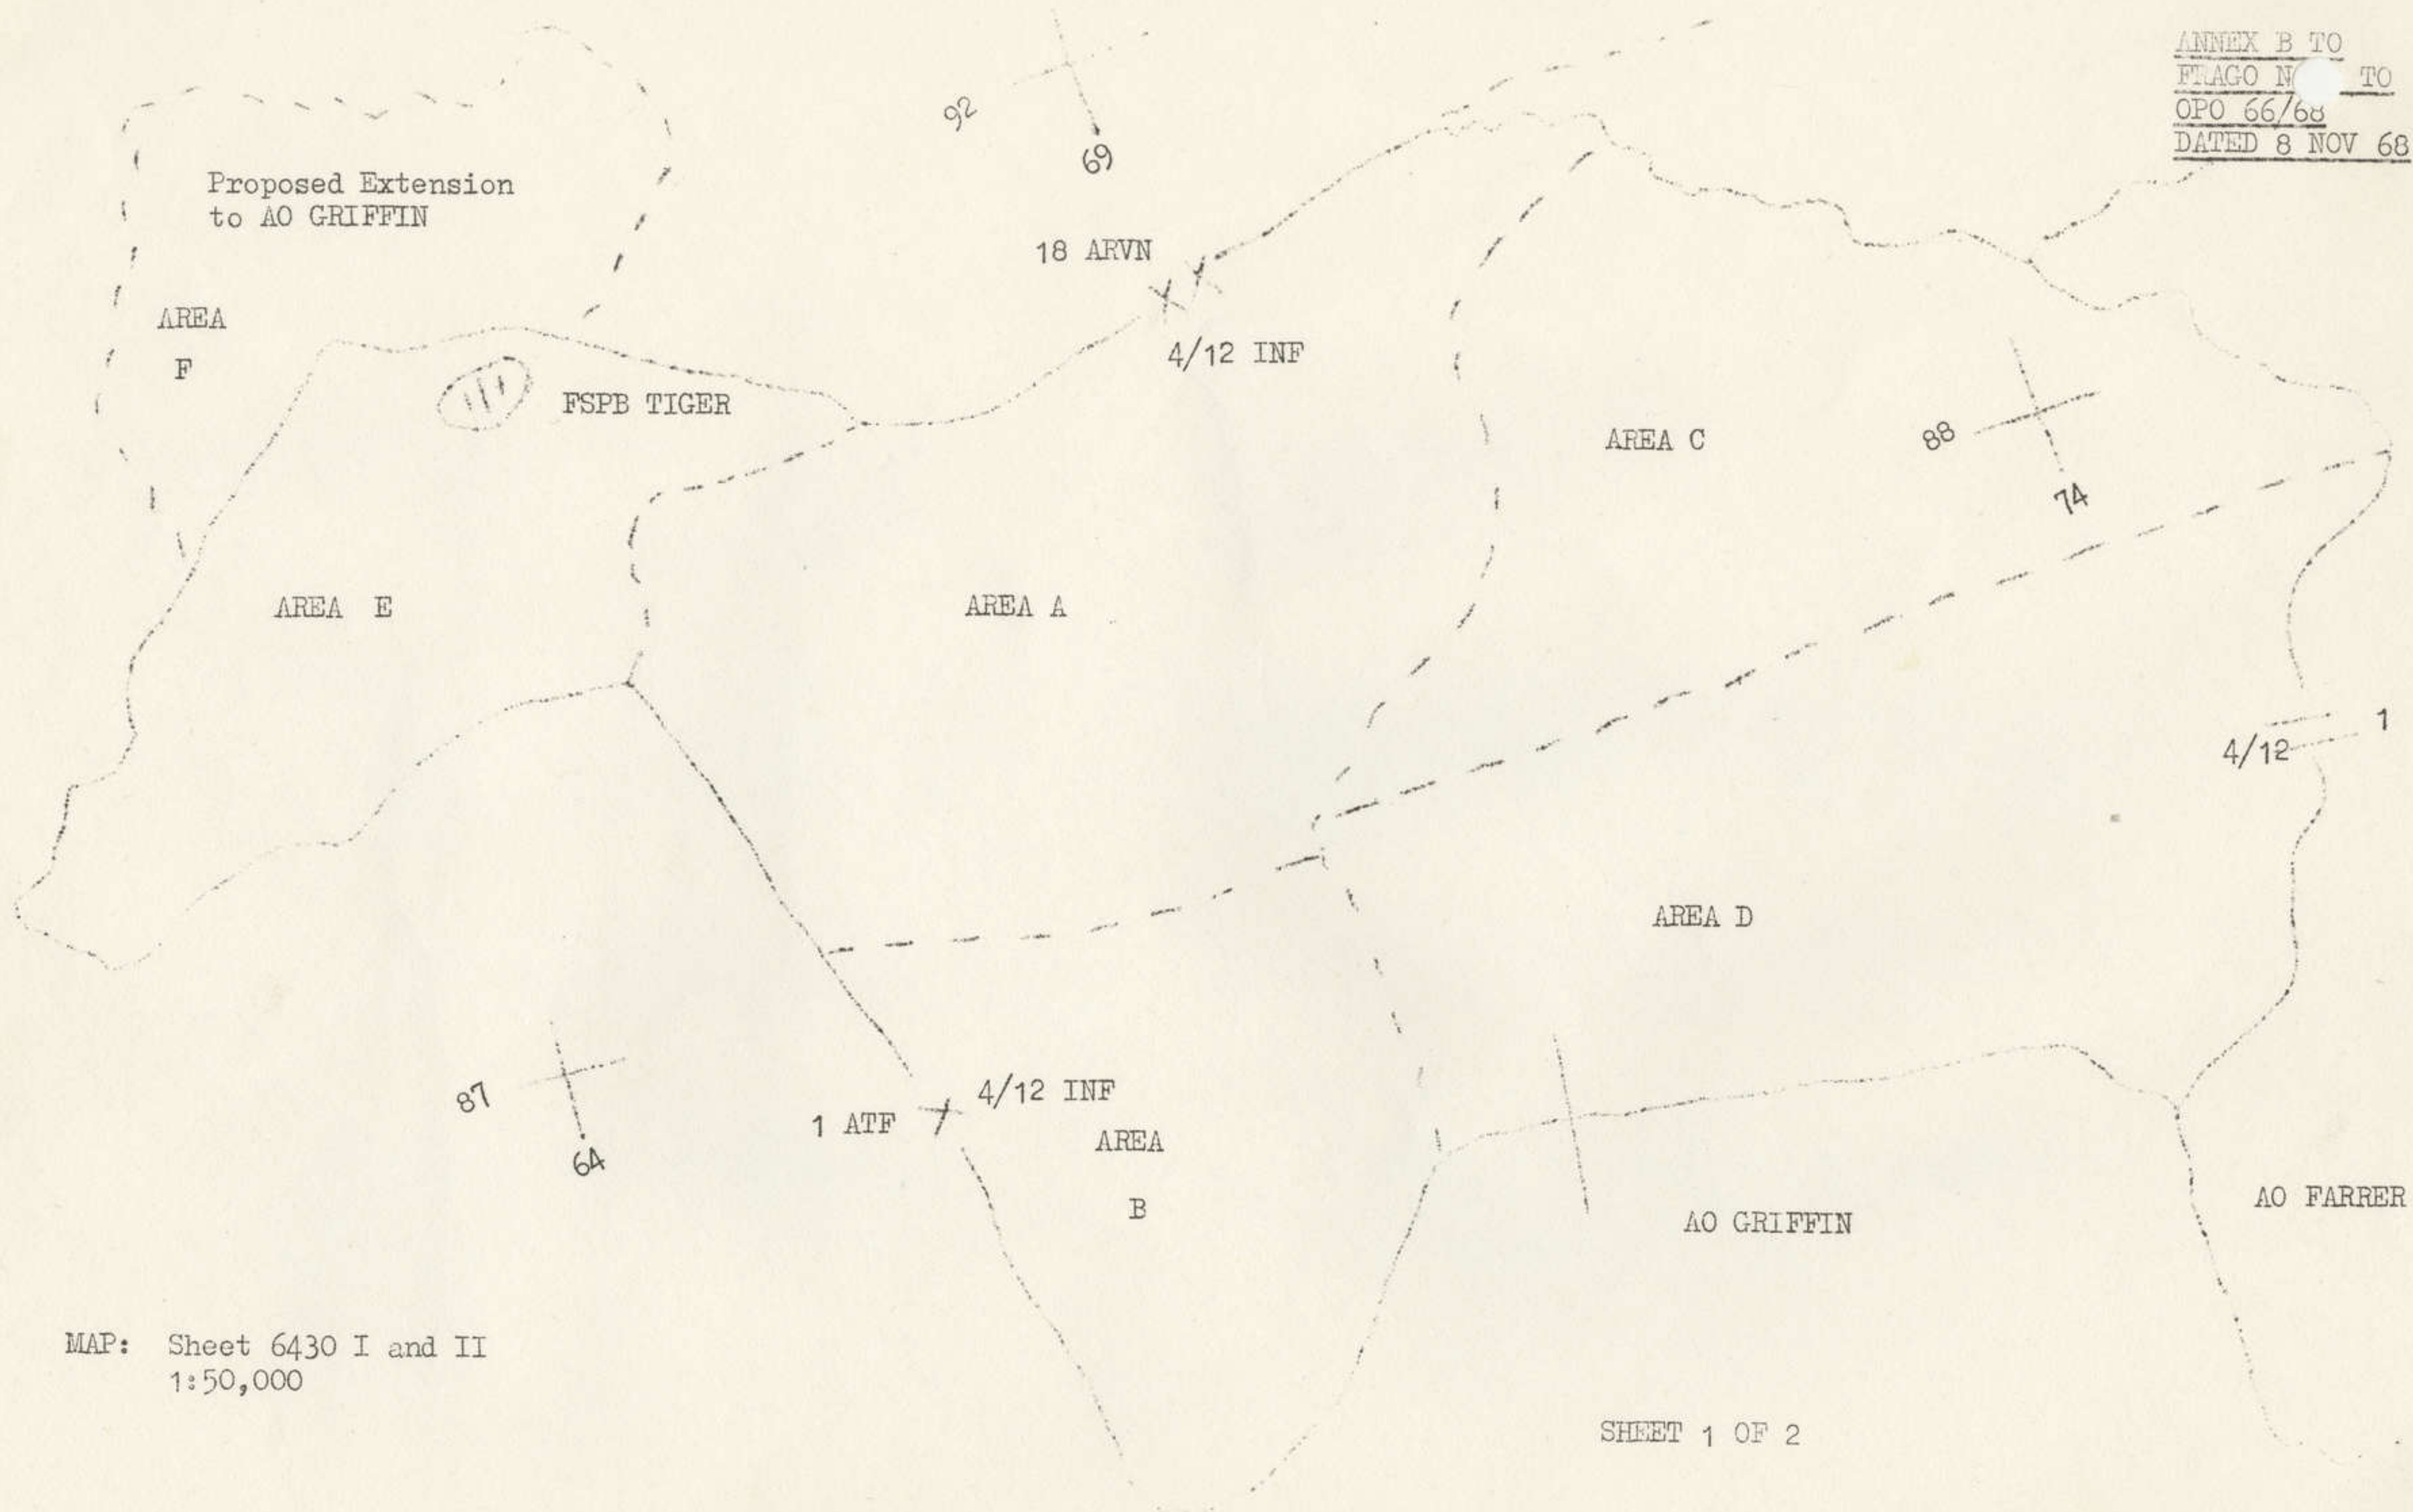 ANNEX B TO
FRAGO N TO
OPO 66/68
DATED 8 NOV 68
92
69
Proposed Extension
to AO GRIFFIN
18 ARVN
AREA
F
4/12 INF
FSPB TIGER
AREA C
88
74
AREA E
AREA A
4/12
1
AREA D
87
64
1 ATF
4/12 INF
AREA
B
AO GRIFFIN
AO FARRER
MAP: Sheet 6430 I and II
1:50,000
SHEET 1 OF 2